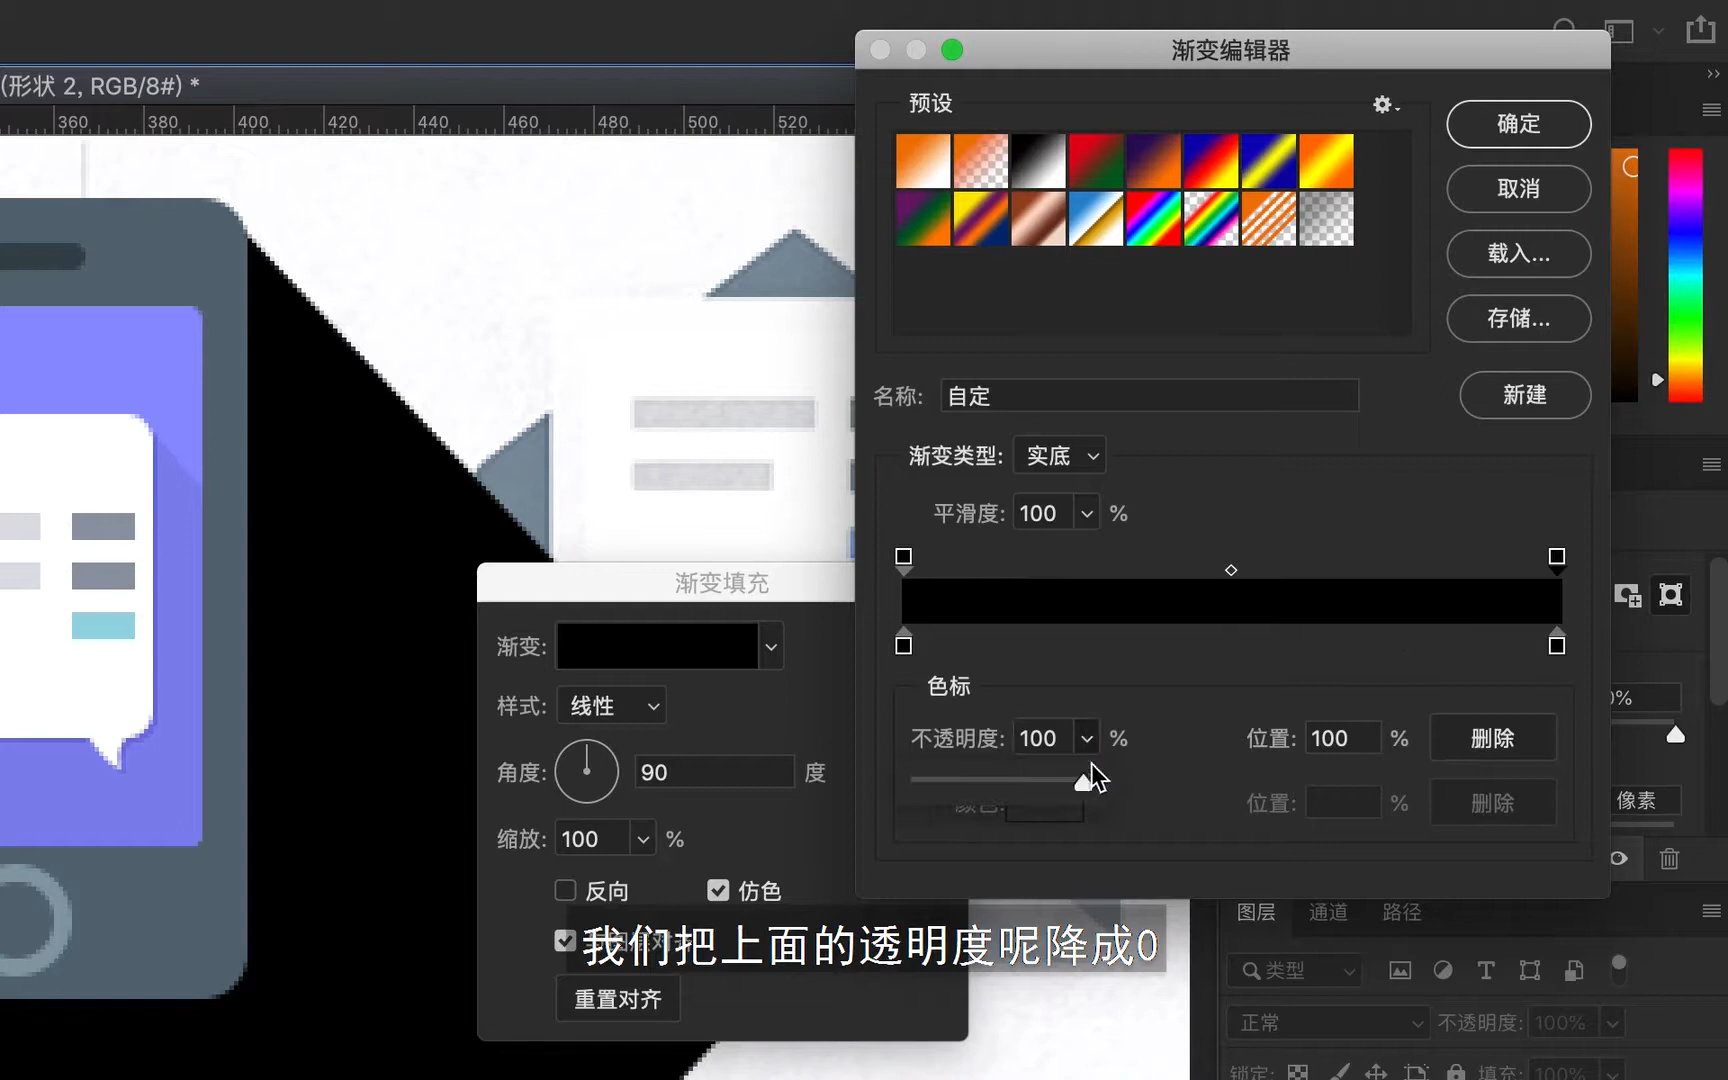 (形状 2, RGB/8#) *
360 380 400 420 440 460 480 500 520
渐变编辑器
预设
确定
取消
载入...
存储...
名称: 自定
新建
渐变类型: 实底
平滑度: 100 %
渐变填充
渐变:
样式: 线性
角度: 90 度
缩放: 100 %
反向
仿色
重置对齐
色标
不透明度: 100 %
位置: 100 %
删除
颜色:
位置: %
删除
我们把上面的透明度呢降成0
%
像素
图层 通道 路径
类型
正常
不透明度: 100%
锁定:
填充: 100%